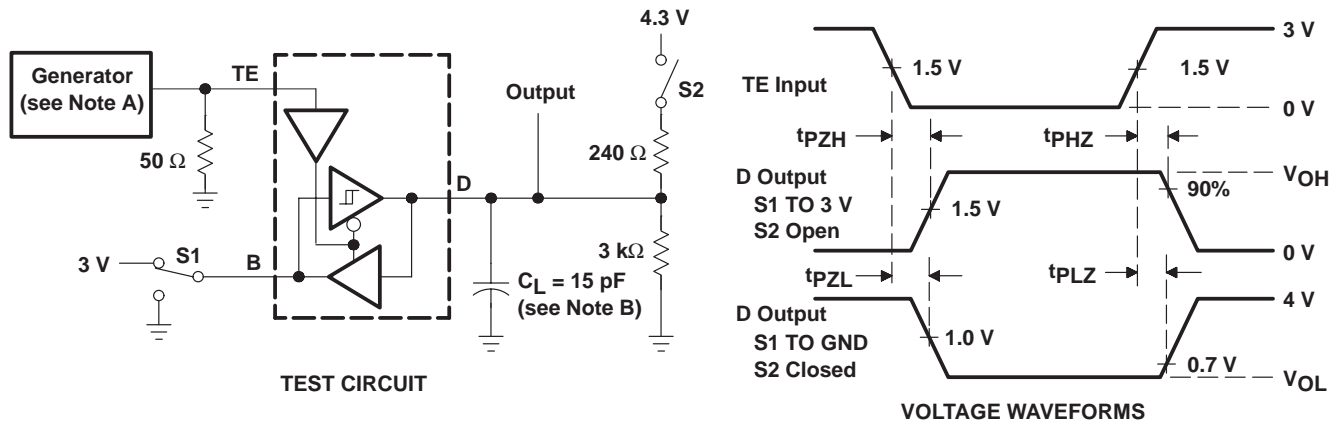 Generator
(see Note A)
TE
50 Ω
D
B
S1
3 V
TEST CIRCUIT
Output
4.3 V
S2
240 Ω
3 kΩ
CL = 15 pF
(see Note B)
TE Input
1.5 V
1.5 V
3 V
0 V
tPZH
tPHZ
D Output
S1 TO 3 V
S2 Open
1.5 V
90%
VOH
0 V
tPZL
tPLZ
D Output
S1 TO GND
S2 Closed
1.0 V
0.7 V
4 V
VOL
VOLTAGE WAVEFORMS